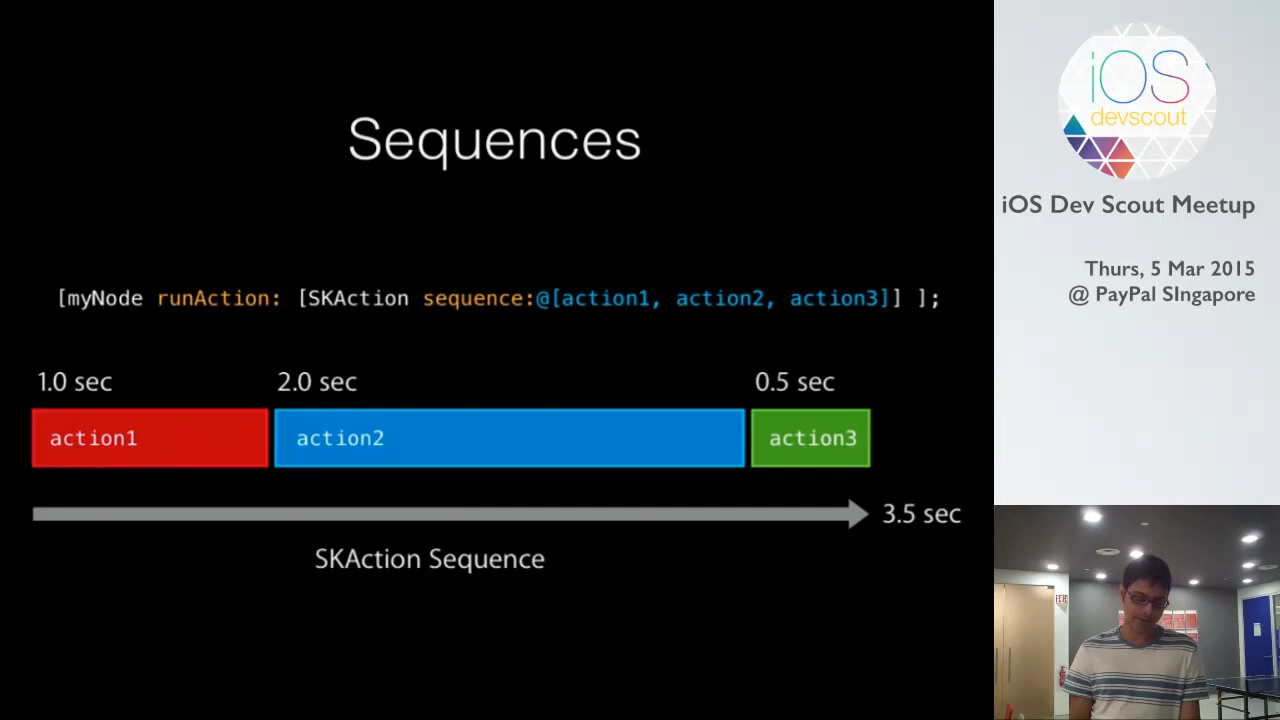 Sequences
[myNode runAction: [SKAction sequence:@[action1, action2, action3]] ];
1.0 sec
2.0 sec
0.5 sec
action1
action2
action3
3.5 sec
SKAction Sequence
iOS
devscout
iOS Dev Scout Meetup
Thurs, 5 Mar 2015
@ PayPal SIngapore